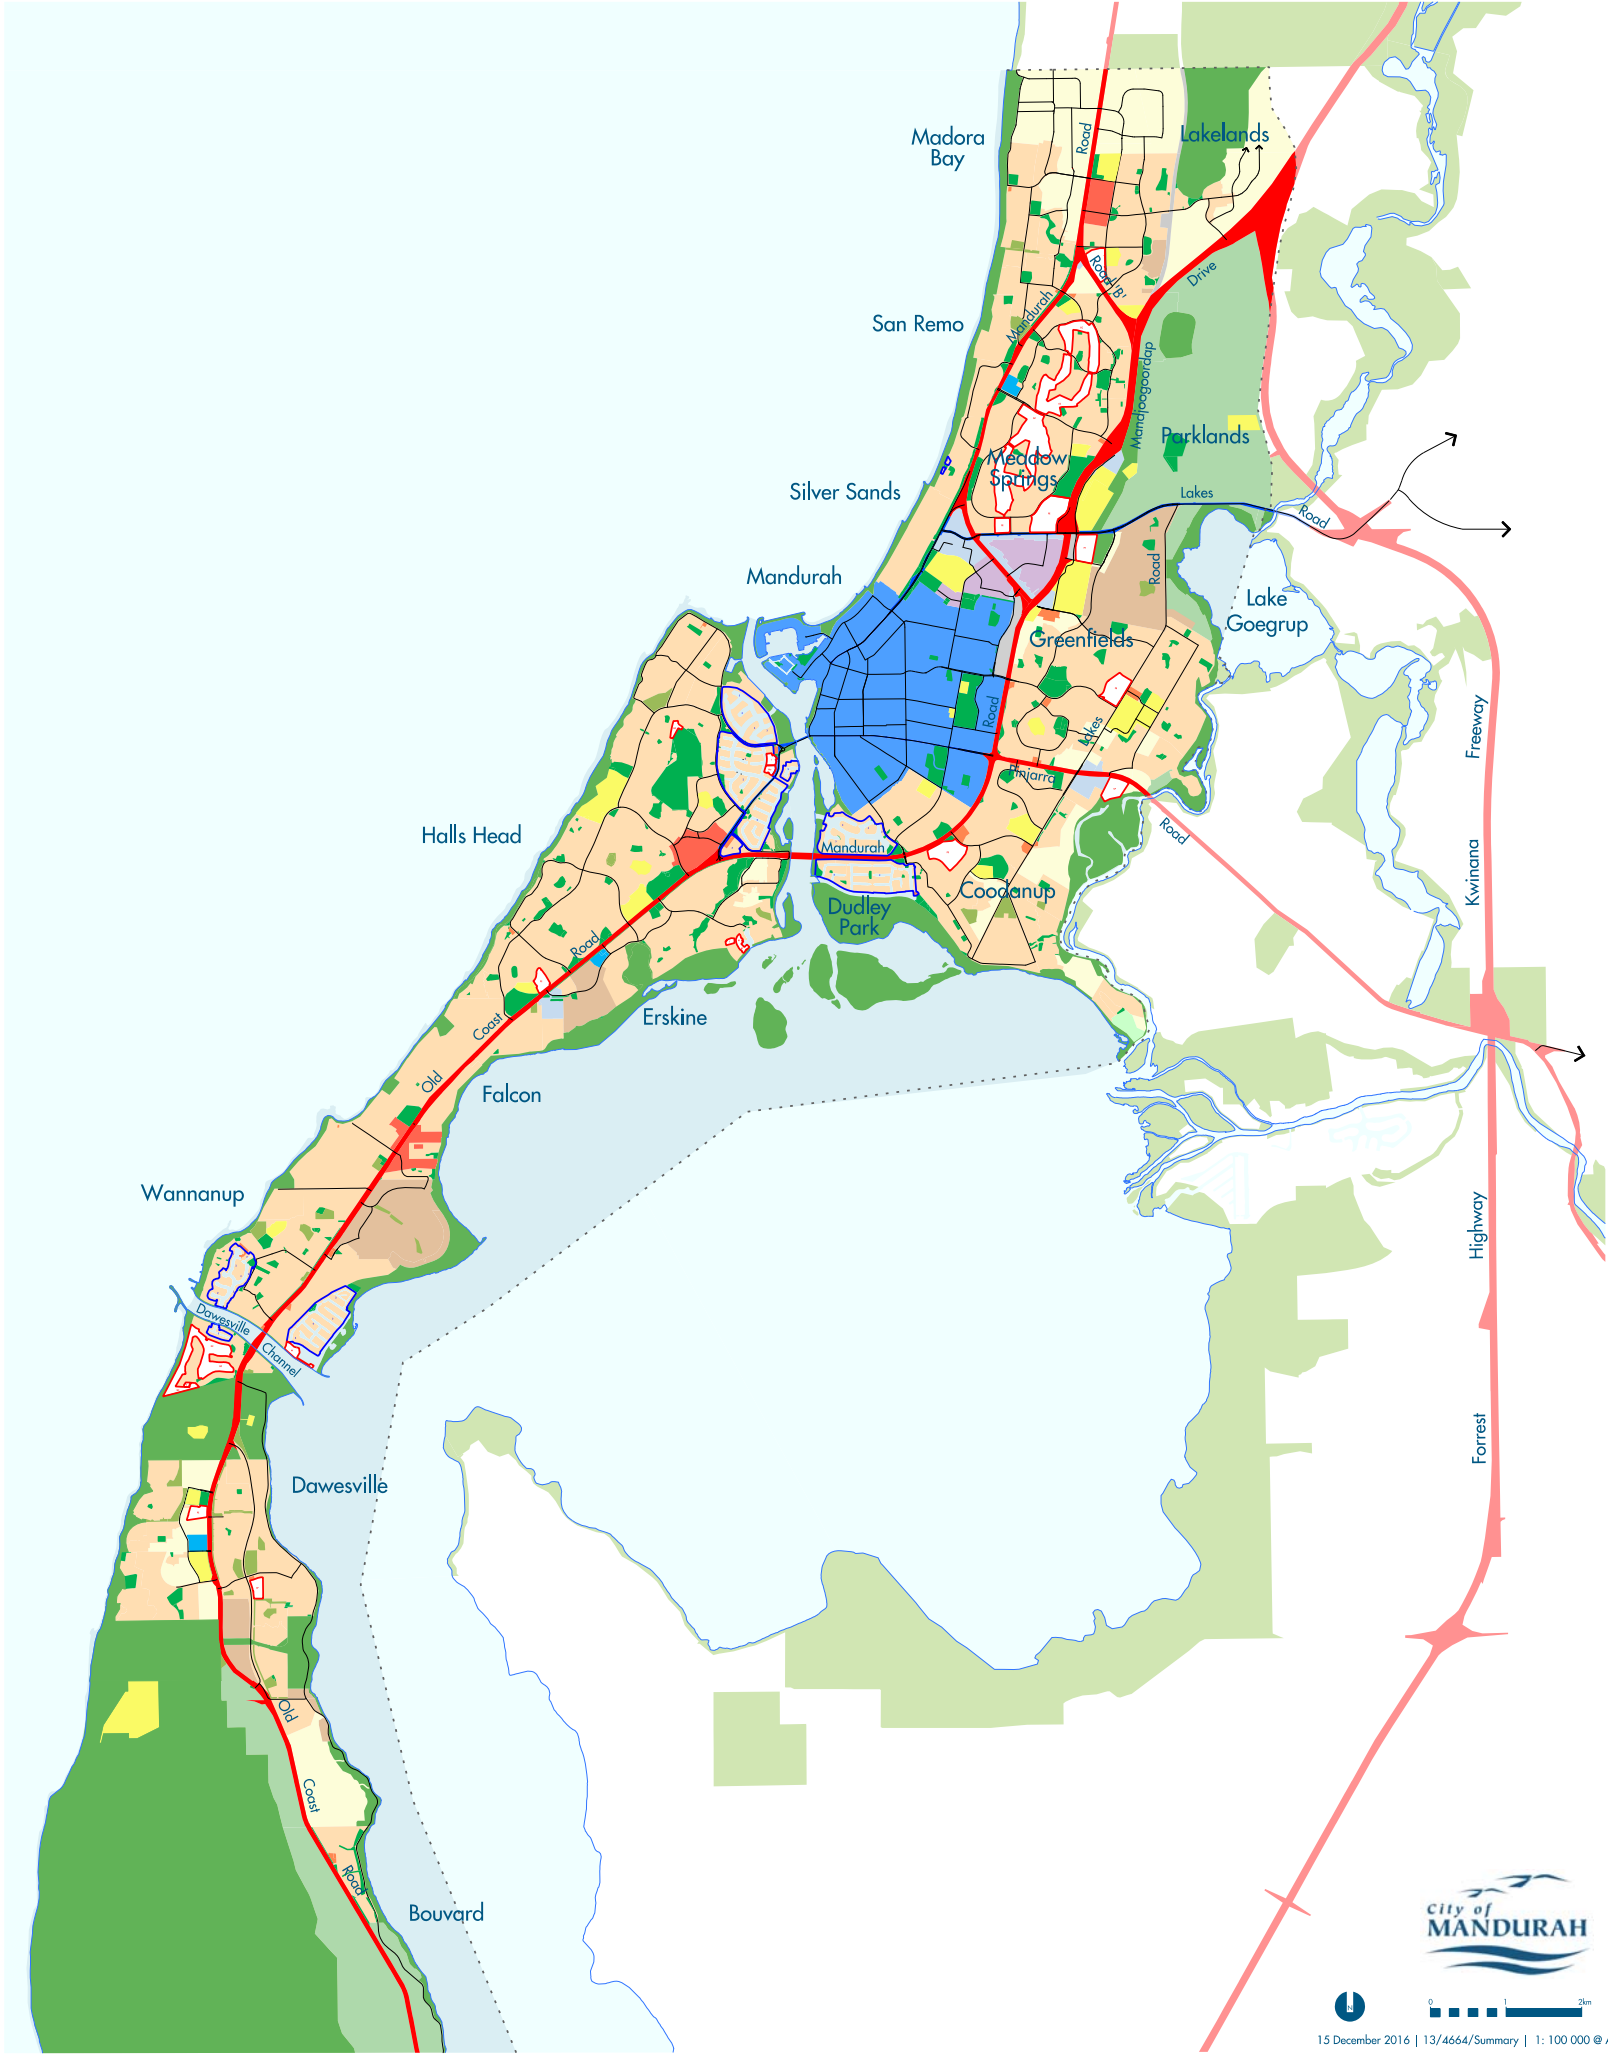 Madora
Bay
Road
Lakelands
Road 'B'
Drive
San Remo
Mandurah
Mandjoogoordap
Parklands
Meadow
Springs
Silver Sands
Lakes
Road
Mandurah
Road
Lake
Goegrup
Greenfields
Road
Lakes
Freeway
Pinjarra
Road
Halls Head
Mandurah
Kwinana
Coodanup
Dudley
Park
Road
Erskine
Coast
Old
Falcon
Wannanup
Highway
Dawesville
Channel
Forrest
Dawesville
Old
Coast
Road
Bouvard
City of
MANDURAH
N
0 1 2km
15 December 2016 | 13/4664/Summary | 1: 100 000 @